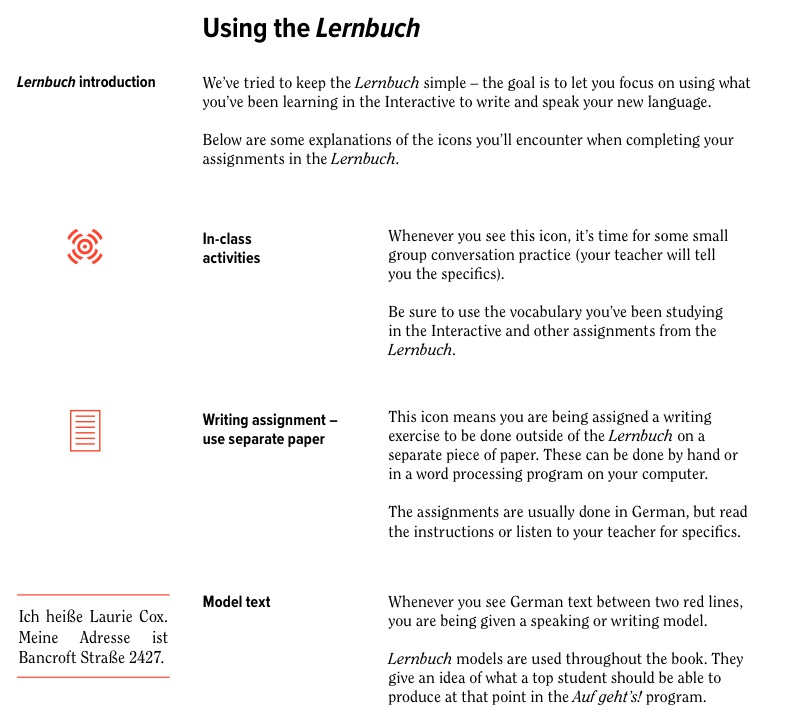 Using the Lernbuch
Lernbuch introduction
We've tried to keep the Lernbuch simple – the goal is to let you focus on using what
you've been learning in the Interactive to write and speak your new language.
Below are some explanations of the icons you'll encounter when completing your
assignments in the Lernbuch.
In-class
activities
Whenever you see this icon, it's time for some small
group conversation practice (your teacher will tell
you the specifics).
Be sure to use the vocabulary you've been studying
in the Interactive and other assignments from the
Lernbuch.
Writing assignment –
use separate paper
This icon means you are being assigned a writing
exercise to be done outside of the Lernbuch on a
separate piece of paper. These can be done by hand or
in a word processing program on your computer.
The assignments are usually done in German, but read
the instructions or listen to your teacher for specifics.
Ich heiße Laurie Cox.
Meine Adresse ist
Bancroft Straße 2427.
Model text
Whenever you see German text between two red lines,
you are being given a speaking or writing model.
Lernbuch models are used throughout the book. They
give an idea of what a top student should be able to
produce at that point in the Auf geht's! program.